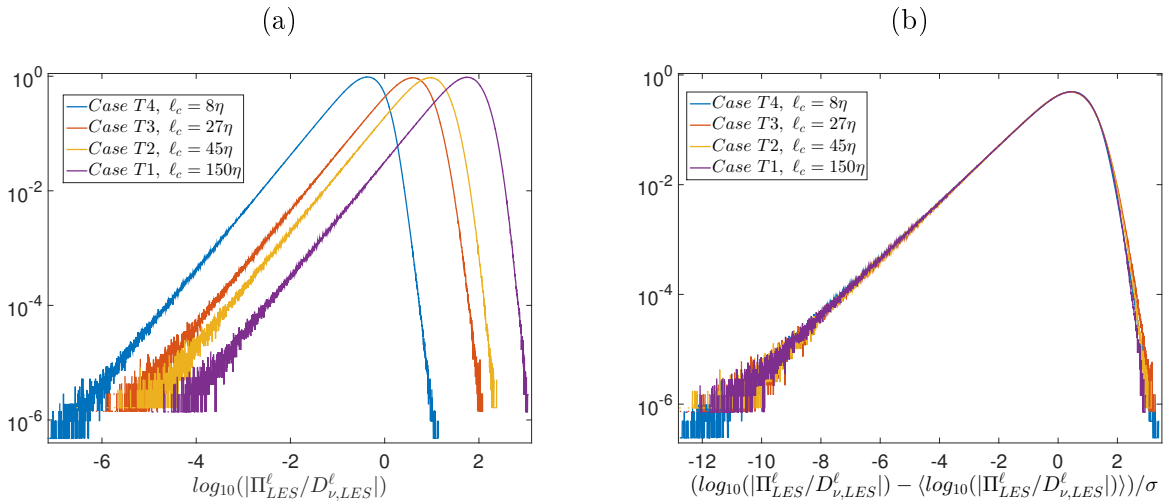 (a)
10^0
10^-2
10^-4
10^-6
Case T4, ℓ_c = 8η
Case T3, ℓ_c = 27η
Case T2, ℓ_c = 45η
Case T1, ℓ_c = 150η
-6 -4 -2 0 2
log_10(|Π^ℓ_LES/D^ℓ_ν,LES|)
(b)
10^0
10^-2
10^-4
10^-6
Case T4, ℓ_c = 8η
Case T3, ℓ_c = 27η
Case T2, ℓ_c = 45η
Case T1, ℓ_c = 150η
-12 -10 -8 -6 -4 -2 0 2
(log_10(|Π^ℓ_LES/D^ℓ_ν,LES|) − ⟨log_10(|Π^ℓ_LES/D^ℓ_ν,LES|)⟩)/σ